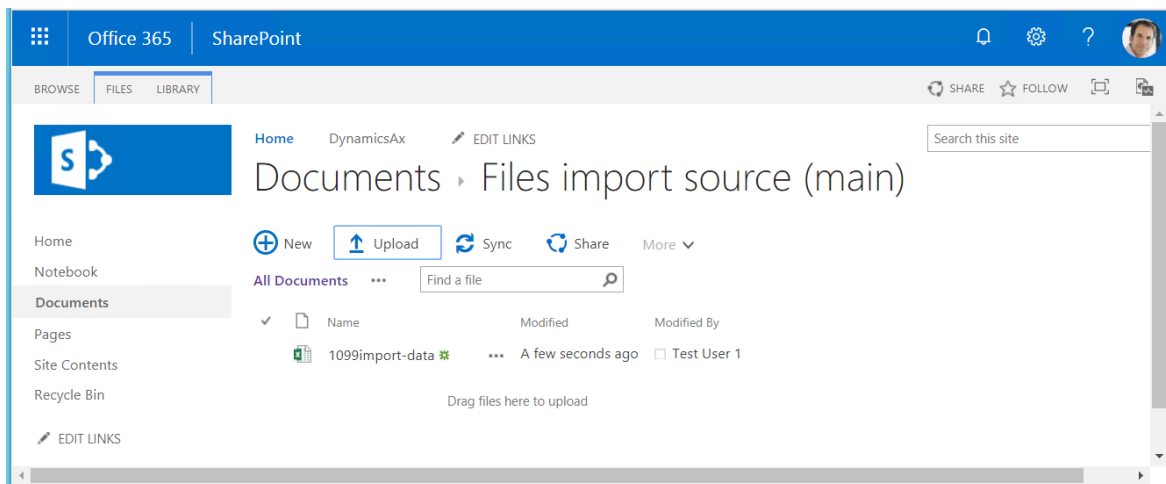 Office 365 SharePoint ?
BROWSE FILES LIBRARY SHARE FOLLOW
S
Home DynamicsAx EDIT LINKS Search this site
Documents ▸ Files import source (main)
Home
Notebook
Documents
Pages
Site Contents
Recycle Bin
EDIT LINKS
New Upload Sync Share More
All Documents ••• Find a file
Name Modified Modified By
1099import-data ••• A few seconds ago Test User 1
Drag files here to upload